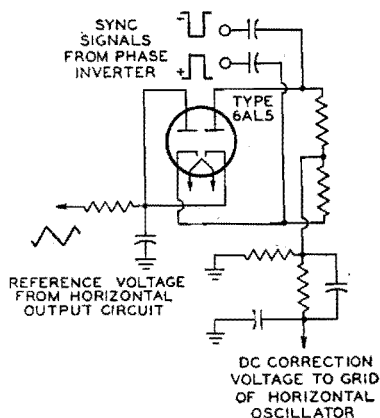 SYNC
SIGNALS
FROM PHASE
INVERTER
−
+
TYPE
6AL5
REFERENCE VOLTAGE
FROM HORIZONTAL
OUTPUT CIRCUIT
DC CORRECTION
VOLTAGE TO GRID
OF HORIZONTAL
OSCILLATOR